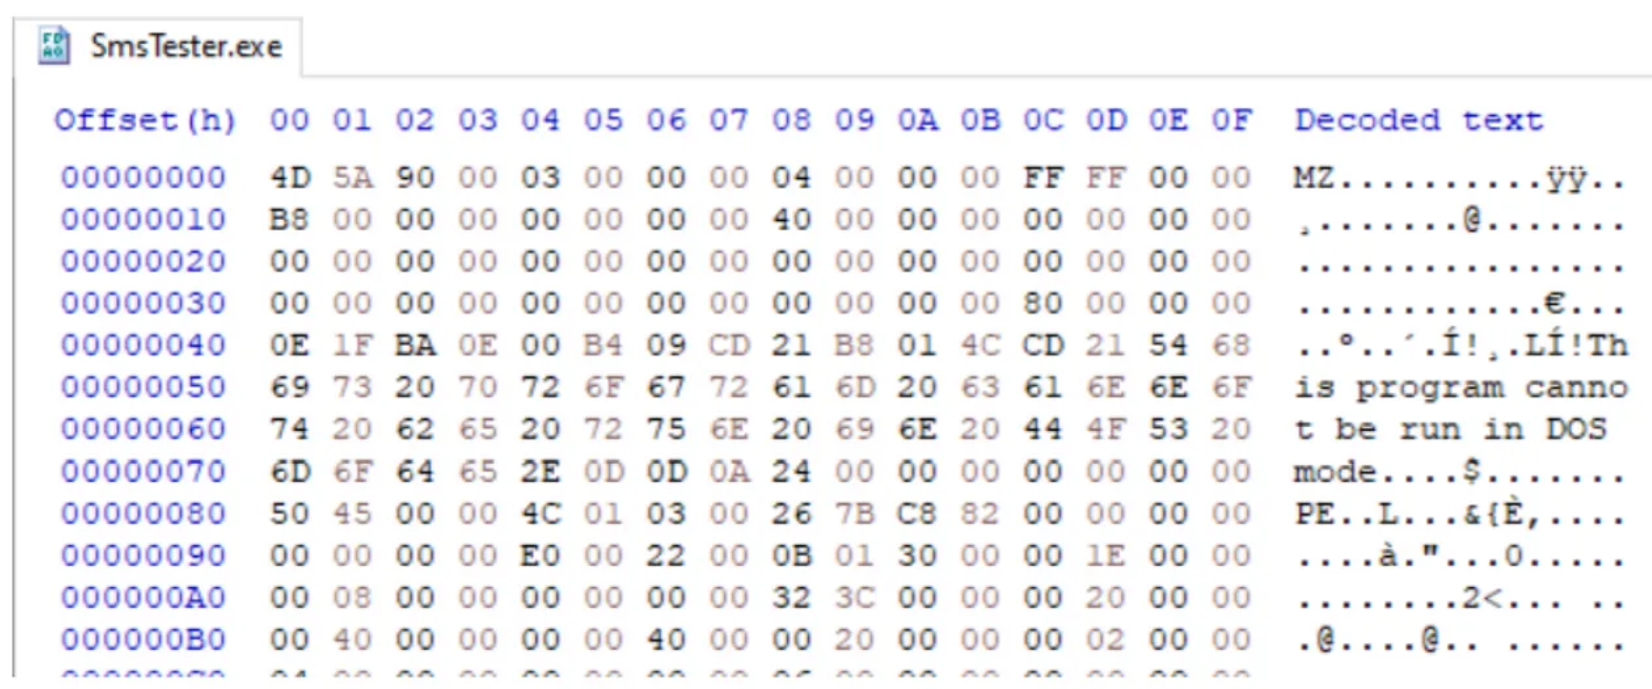 SmsTester.exe
Offset(h) 00 01 02 03 04 05 06 07 08 09 0A 0B 0C 0D 0E 0F Decoded text
00000000 4D 5A 90 00 03 00 00 00 04 00 00 00 FF FF 00 00 MZ..........ÿÿ..
00000010 B8 00 00 00 00 00 00 00 40 00 00 00 00 00 00 00 ¸.......@.......
00000020 00 00 00 00 00 00 00 00 00 00 00 00 00 00 00 00 ................
00000030 00 00 00 00 00 00 00 00 00 00 00 00 80 00 00 00 ............€...
00000040 0E 1F BA 0E 00 B4 09 CD 21 B8 01 4C CD 21 54 68 ..º..´.Í!¸.LÍ!Th
00000050 69 73 20 70 72 6F 67 72 61 6D 20 63 61 6E 6E 6F is program canno
00000060 74 20 62 65 20 72 75 6E 20 69 6E 20 44 4F 53 20 t be run in DOS
00000070 6D 6F 64 65 2E 0D 0D 0A 24 00 00 00 00 00 00 00 mode....$.......
00000080 50 45 00 00 4C 01 03 00 26 7B C8 82 00 00 00 00 PE..L...&{È‚....
00000090 00 00 00 00 E0 00 22 00 0B 01 30 00 00 1E 00 00 ....à."...0.....
000000A0 00 08 00 00 00 00 00 00 32 3C 00 00 00 20 00 00 ........2<... ..
000000B0 00 40 00 00 00 00 40 00 00 20 00 00 00 02 00 00 .@....@.. ......